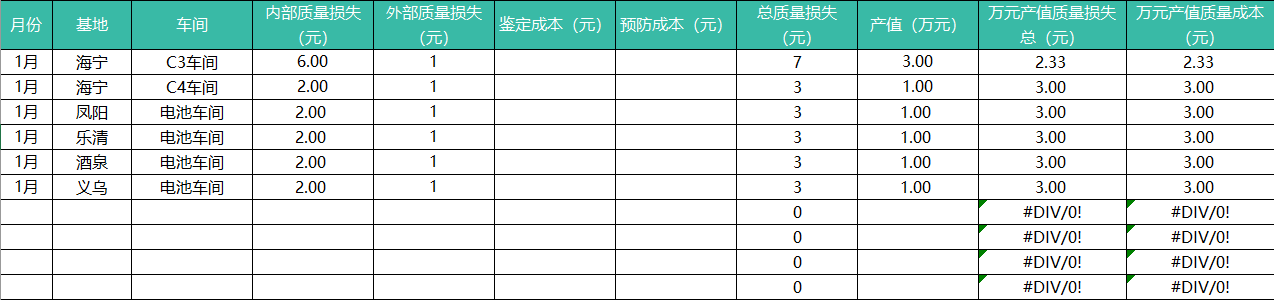 月份 基地 车间 内部质量损失（元） 外部质量损失（元） 鉴定成本（元） 预防成本（元） 总质量损失（元） 产值（万元） 万元产值质量损失总（元） 万元产值质量成本（元）
1月 海宁 C3车间 6.00 1 7 3.00 2.33 2.33
1月 海宁 C4车间 2.00 1 3 1.00 3.00 3.00
1月 凤阳 电池车间 2.00 1 3 1.00 3.00 3.00
1月 乐清 电池车间 2.00 1 3 1.00 3.00 3.00
1月 酒泉 电池车间 2.00 1 3 1.00 3.00 3.00
1月 义乌 电池车间 2.00 1 3 1.00 3.00 3.00
0 #DIV/0! #DIV/0!
0 #DIV/0! #DIV/0!
0 #DIV/0! #DIV/0!
0 #DIV/0! #DIV/0!